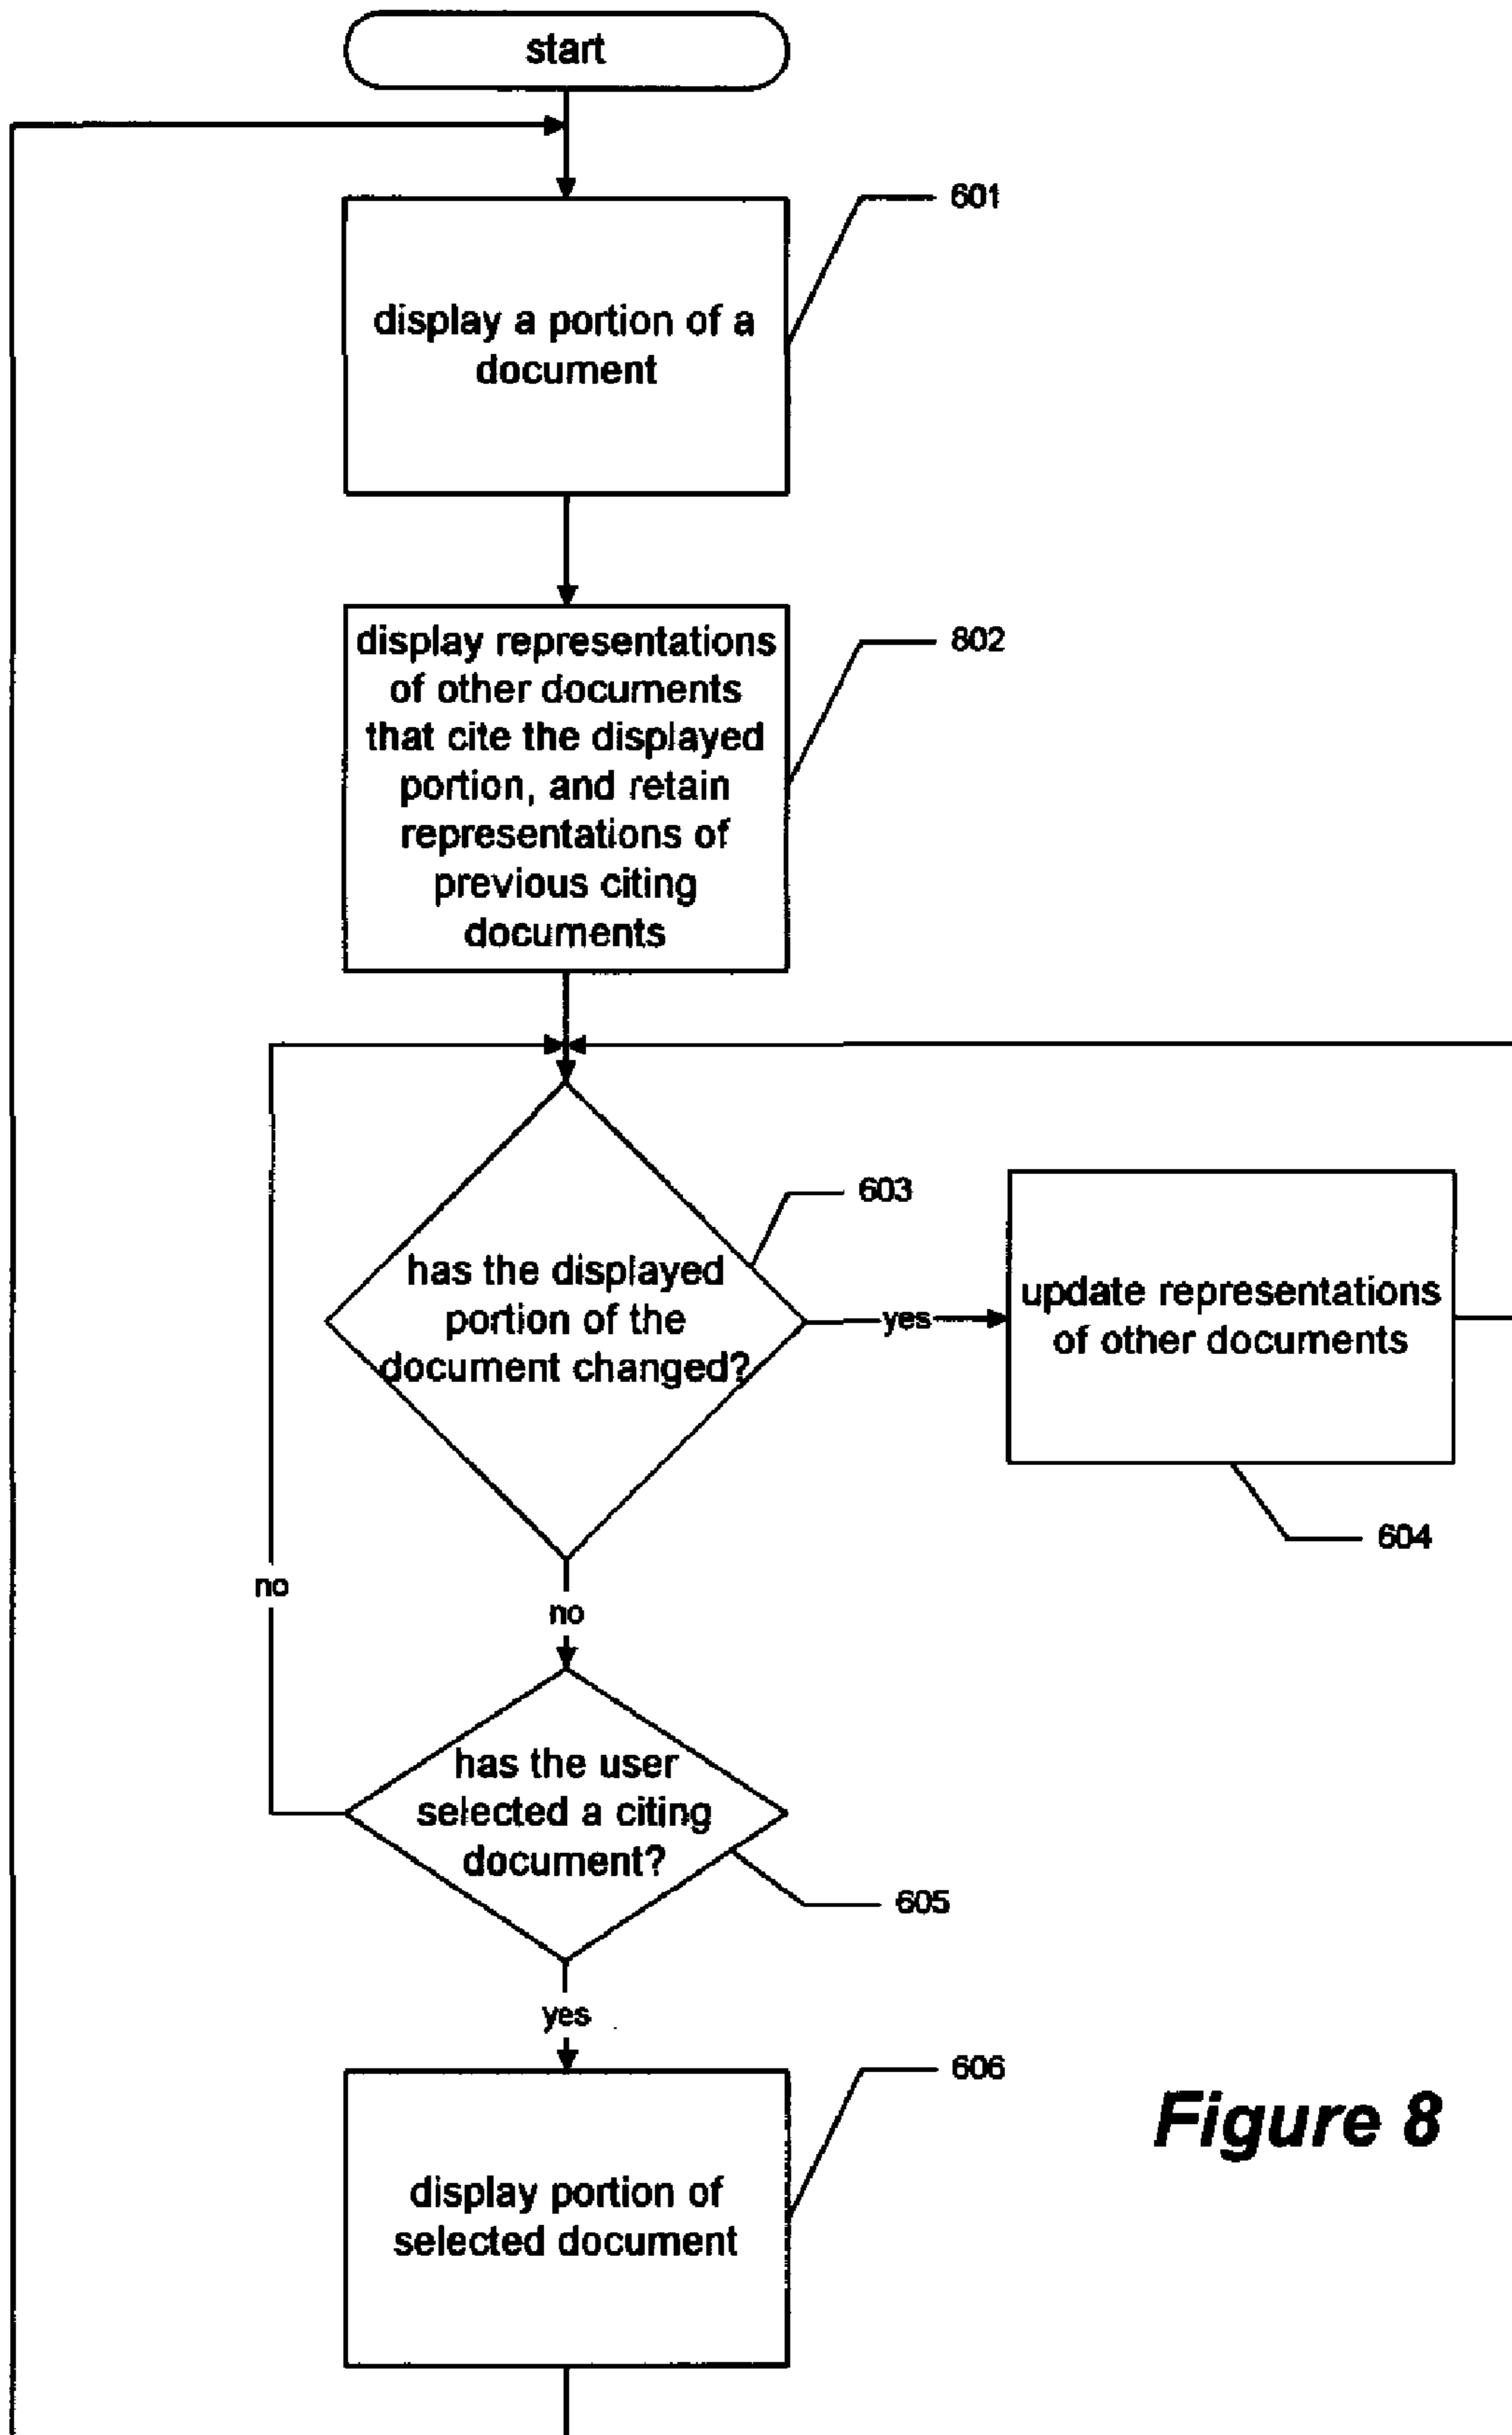 start
601
display a portion of a
document
802
display representations
of other documents
that cite the displayed
portion, and retain
representations of
previous citing
documents
603
has the displayed
portion of the
document changed?
yes
update representations
of other documents
604
no
no
has the user
selected a citing
document?
605
yes
606
display portion of
selected document
Figure 8